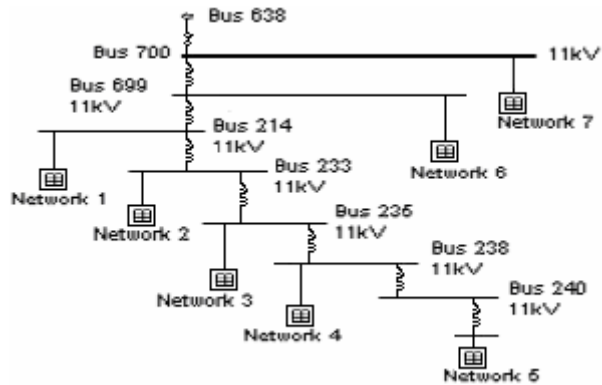 Bus 638
Bus 700
11kV
Bus 699
11kV
Network 7
Bus 214
11kV
Network 6
Network 1
Bus 233
11kV
Network 2
Bus 235
11kV
Network 3
Bus 238
11kV
Network 4
Bus 240
11kV
Network 5